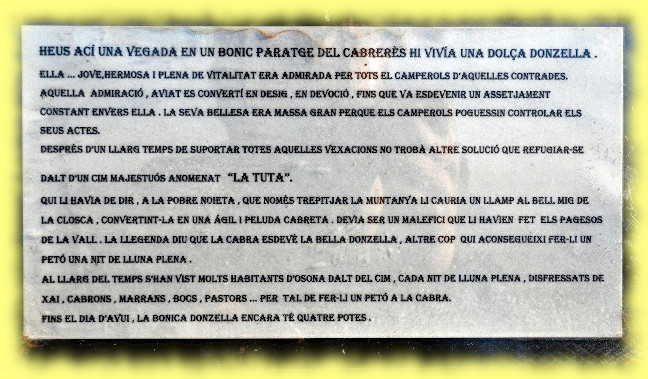 HEUS ACÍ UNA VEGADA EN UN BONIC PARATGE DEL CABRERÈS HI VIVÍA UNA DOLÇA DONZELLA .
ELLA ... JOVE,HERMOSA I PLENA DE VITALITAT ERA ADMIRADA PER TOTS EL CAMPEROLS D'AQUELLES CONTRADES.
AQUELLA ADMIRACIÓ , AVIAT ES CONVERTÍ EN DESIG , EN DEVOCIÓ , FINS QUE VA ESDEVENIR UN ASSETJAMENT
CONSTANT ENVERS ELLA . LA SEVA BELLESA ERA MASSA GRAN PERQUE ELS CAMPEROLS POGUESSIN CONTROLAR ELS
SEUS ACTES.
DESPRÉS D'UN LLARG TEMPS DE SUPORTAR TOTES AQUELLES VEXACIONS NO TROBÀ ALTRE SOLUCIÓ QUE REFUGIAR-SE
DALT D'UN CIM MAJESTUÓS ANOMENAT "LA TUTA".
QUI LI HAVIA DE DIR , A LA POBRE NOIETA , QUE NOMÉS TREPITJAR LA MUNTANYA LI CAURIA UN LLAMP AL BELL MIG DE
LA CLOSCA , CONVERTINT-LA EN UNA ÁGIL I PELUDA CABRETA . DEVIA SER UN MALEFICI QUE LI HAVIEN FET ELS PAGESOS
DE LA VALL . LA LLEGENDA DIU QUE LA CABRA ESDEVÉ LA BELLA DONZELLA , ALTRE COP QUI ACONSEGUEIXI FER-LI UN
PETÓ UNA NIT DE LLUNA PLENA .
AL LLARG DEL TEMPS S'HAN VIST MOLTS HABITANTS D'OSONA DALT DEL CIM , CADA NIT DE LLUNA PLENA , DISFRESSATS DE
XAI , CABRONS , MARRANS , BOCS , PASTORS ... PER TAL DE FER-LI UN PETÓ A LA CABRA.
FINS EL DIA D'AVUI , LA BONICA DONZELLA ENCARA TÉ QUATRE POTES .